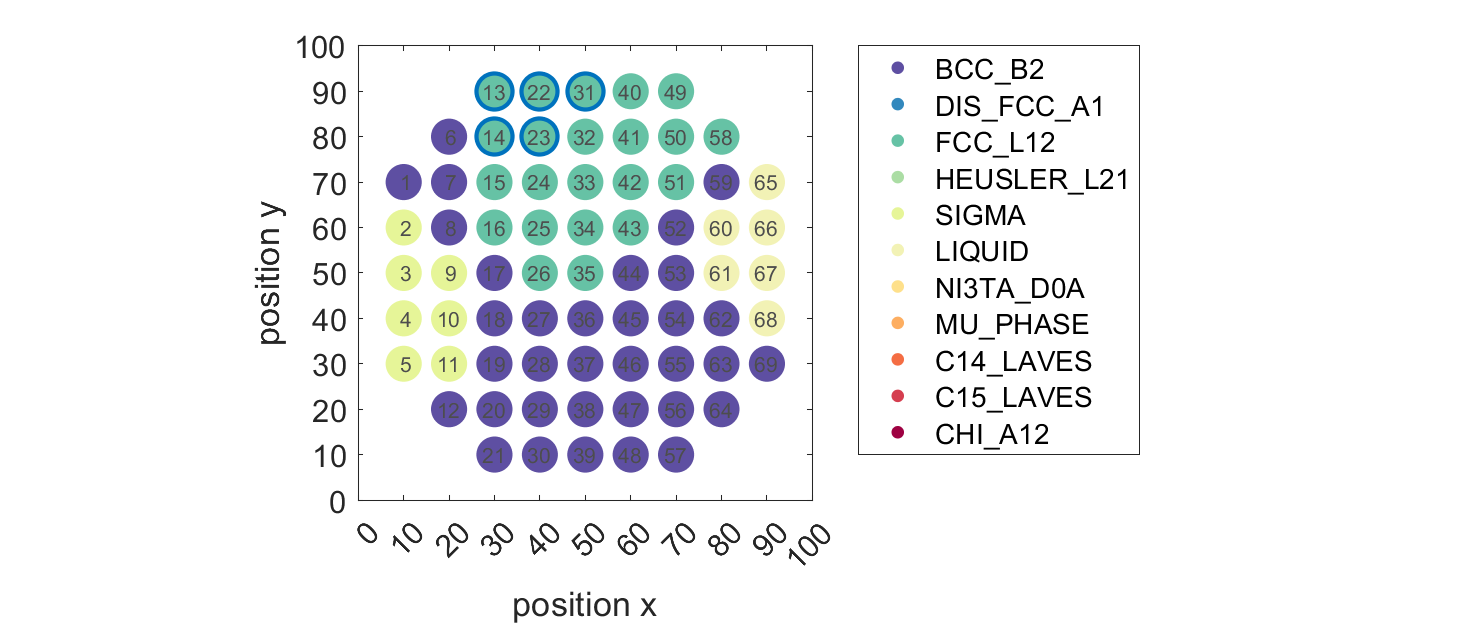 100
90
80
70
60
50
40
30
20
10
0
position y
13 22 31 40 49
6 14 23 32 41 50 58
1 7 15 24 33 42 51 59 65
2 8 16 25 34 43 52 60 66
3 9 17 26 35 44 53 61 67
4 10 18 27 36 45 54 62 68
5 11 19 28 37 46 55 63 69
12 20 29 38 47 56 64
21 30 39 48 57
0 10 20 30 40 50 60 70 80 90 100
position x
BCC_B2
DIS_FCC_A1
FCC_L12
HEUSLER_L21
SIGMA
LIQUID
NI3TA_D0A
MU_PHASE
C14_LAVES
C15_LAVES
CHI_A12